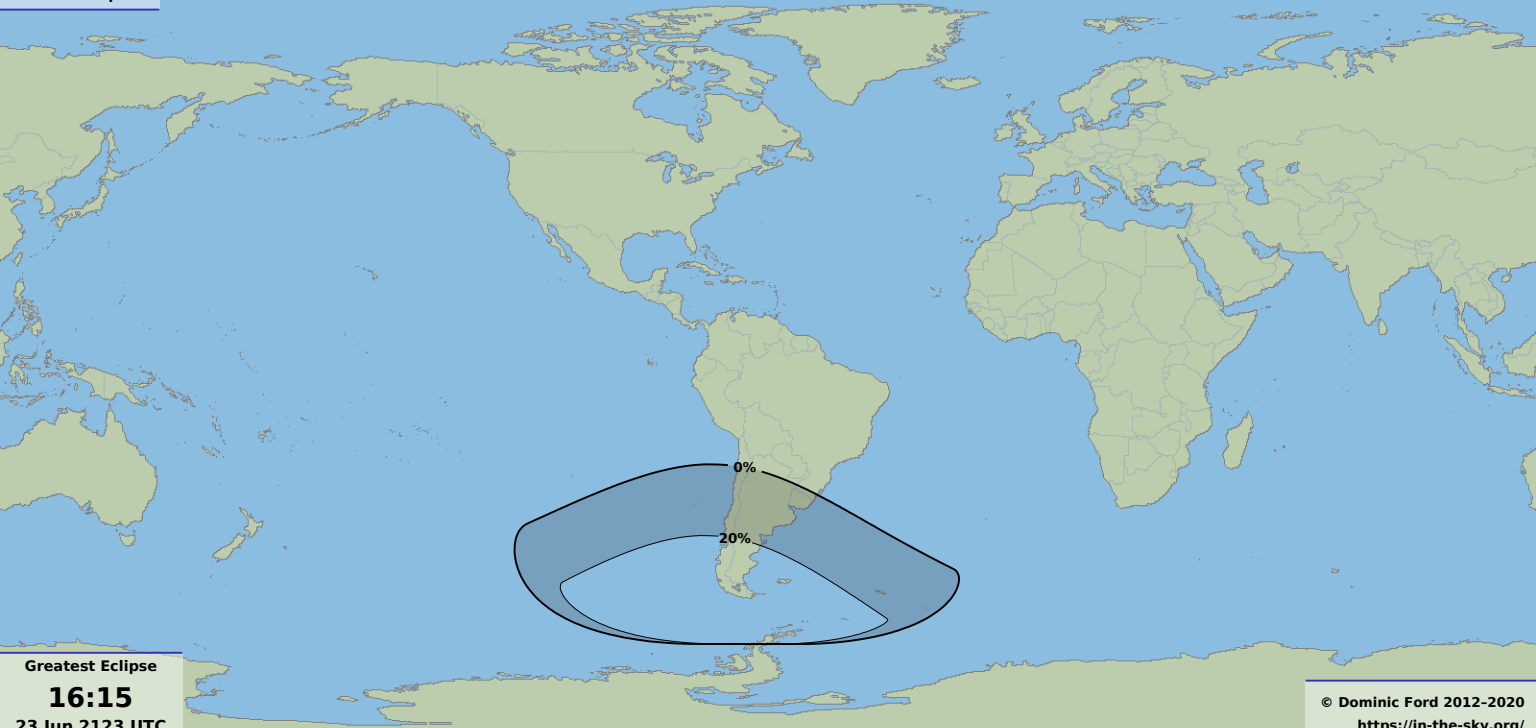 0%
20%
Greatest Eclipse
16:15
23 Jun 2123 UTC
© Dominic Ford 2012–2020
https://in-the-sky.org/